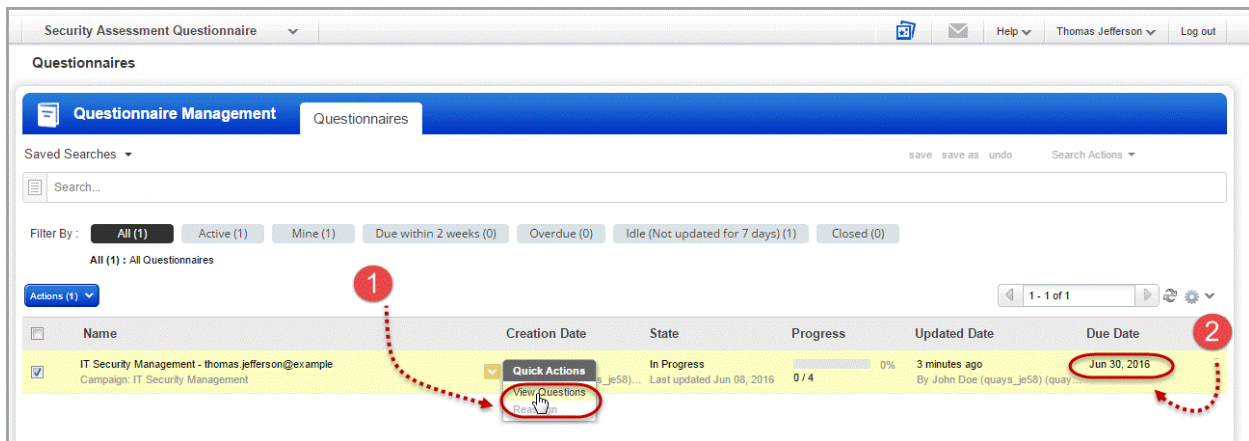 Security Assessment Questionnaire
Help
Thomas Jefferson
Log out
Questionnaires
Questionnaire Management
Questionnaires
Saved Searches
save save as undo
Search Actions
Search...
Filter By :
All (1)
Active (1)
Mine (1)
Due within 2 weeks (0)
Overdue (0)
Idle (Not updated for 7 days) (1)
Closed (0)
All (1) : All Questionnaires
1
Actions (1)
1 - 1 of 1
Name
Creation Date
State
Progress
Updated Date
Due Date
2
IT Security Management - thomas.jefferson@example
Quick Actions
In Progress
0%
3 minutes ago
Jun 30, 2016
Campaign: IT Security Management
s_je58)...
Last updated Jun 08, 2016
0 / 4
By John Doe (quays_je58) (quay...
View Questions